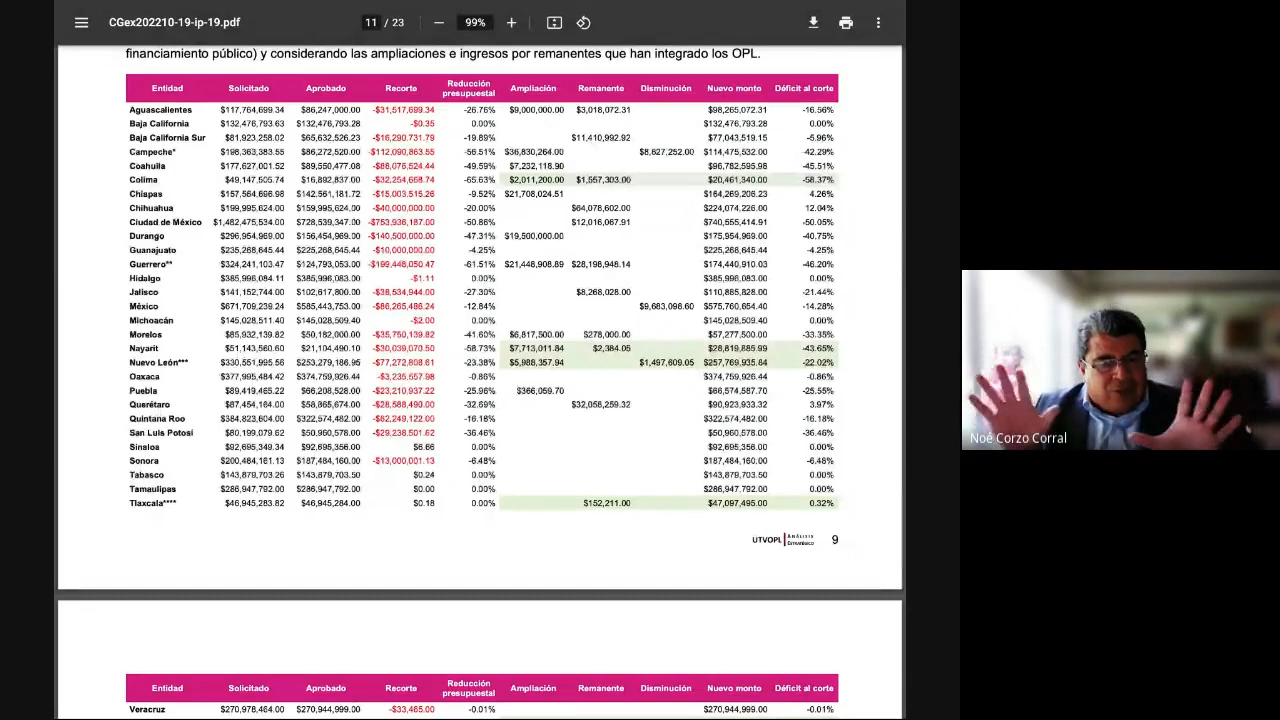 CGex202210-19-ip-19.pdf 11 / 23 99%
financiamiento público) y considerando las ampliaciones e ingresos por remanentes que han integrado los OPL.
Entidad Solicitado Aprobado Recorte Reducción presupuestal Ampliación Remanente Disminución Nuevo monto Déficit al corte
Aguascalientes $117,764,699.34 $86,247,000.00 -$31,517,699.34 -26.76% $9,000,000.00 $3,018,072.31 $98,265,072.31 -16.56%
Baja California $132,476,793.63 $132,476,793.28 -$0.35 0.00% $132,476,793.28 0.00%
Baja California Sur $81,923,258.02 $65,632,526.23 -$16,290,731.79 -19.89% $11,410,992.92 $77,043,519.15 -5.96%
Campeche* $198,363,383.55 $86,272,520.00 -$112,090,863.55 -56.51% $36,830,264.00 $8,627,252.00 $114,475,532.00 -42.29%
Coahuila $177,627,001.52 $89,550,477.08 -$88,076,524.44 -49.59% $7,232,118.90 $96,782,595.98 -45.51%
Colima $49,147,505.74 $16,892,837.00 -$32,254,668.74 -65.63% $2,011,200.00 $1,557,303.00 $20,461,340.00 -58.37%
Chispas $157,564,696.98 $142,561,181.72 -$15,003,515.26 -9.52% $21,708,024.51 $164,269,206.23 4.26%
Chihuahua $199,995,624.00 $159,995,624.00 -$40,000,000.00 -20.00% $64,078,602.00 $224,074,226.00 12.04%
Ciudad de México $1,482,475,534.00 $728,539,347.00 -$753,936,187.00 -50.86% $12,016,067.91 $740,555,414.91 -50.05%
Durango $296,954,969.00 $156,454,969.00 -$140,500,000.00 -47.31% $19,500,000.00 $175,954,969.00 -40.75%
Guanajuato $235,268,645.44 $225,268,645.44 -$10,000,000.00 -4.25% $225,268,645.44 -4.25%
Guerrero** $324,241,103.47 $124,793,053.00 -$199,448,050.47 -61.51% $21,448,908.89 $28,198,948.14 $174,440,910.03 -46.20%
Hidalgo $385,996,084.11 $385,996,083.00 -$1.11 0.00% $385,996,083.00 0.00%
Jalisco $141,152,744.00 $102,617,800.00 -$38,534,944.00 -27.30% $8,268,028.00 $110,885,828.00 -21.44%
México $671,709,239.24 $585,443,753.00 -$86,265,486.24 -12.84% $9,683,098.60 $575,760,654.40 -14.28%
Michoacán $145,028,511.40 $145,028,509.40 -$2.00 0.00% $145,028,509.40 0.00%
Morelos $85,932,139.82 $50,182,000.00 -$35,750,139.82 -41.60% $6,817,500.00 $278,000.00 $57,277,500.00 -33.35%
Nayarit $51,143,560.60 $21,104,490.10 -$30,039,070.50 -58.73% $7,713,011.84 $2,384.05 $28,819,885.99 -43.65%
Nuevo León*** $330,551,995.56 $253,279,186.95 -$77,272,808.61 -23.38% $5,988,357.94 $1,497,609.05 $257,769,935.84 -22.02%
Oaxaca $377,995,484.42 $374,759,926.44 -$3,235,557.98 -0.86% $374,759,926.44 -0.86%
Puebla $89,419,465.22 $66,208,528.00 -$23,210,937.22 -25.96% $366,059.70 $66,574,587.70 -25.55%
Querétaro $87,454,164.00 $58,865,674.00 -$28,588,490.00 -32.69% $32,058,259.32 $90,923,933.32 3.97%
Quintana Roo $384,823,604.00 $322,574,482.00 -$62,249,122.00 -16.18% $322,574,482.00 -16.18%
San Luis Potosí $80,199,079.62 $50,960,578.00 -$29,238,501.62 -36.46% $50,960,578.00 -36.46%
Sinaloa $92,695,349.34 $92,695,356.00 $6.66 0.00% $92,695,356.00 0.00%
Sonora $200,484,161.13 $187,484,160.00 -$13,000,001.13 -6.48% $187,484,160.00 -6.48%
Tabasco $143,879,703.26 $143,879,703.50 $0.24 0.00% $143,879,703.50 0.00%
Tamaulipas $286,947,792.00 $286,947,792.00 $0.00 0.00% $286,947,792.00 0.00%
Tlaxcala**** $46,945,283.82 $46,945,284.00 $0.18 0.00% $152,211.00 $47,097,495.00 0.32%
UTVOPL ANÁLISIS ESTRATÉGICO 9
Entidad Solicitado Aprobado Recorte Reducción presupuestal Ampliación Remanente Disminución Nuevo monto Déficit al corte
Veracruz $270,978,464.00 $270,944,999.00 -$33,465.00 -0.01% $270,944,999.00 -0.01%
Noé Corzo Corral